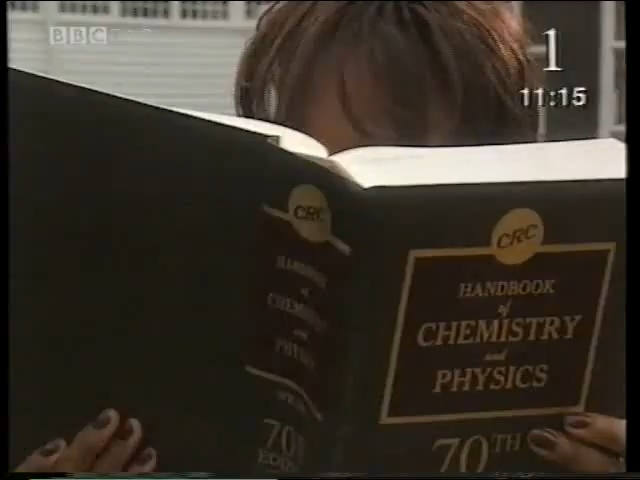 BBC
1
11:15
CRC
HANDBOOK
of
CHEMISTRY
and
PHYSICS
70
CRC
HANDBOOK
of
CHEMISTRY
and
PHYSICS
70TH